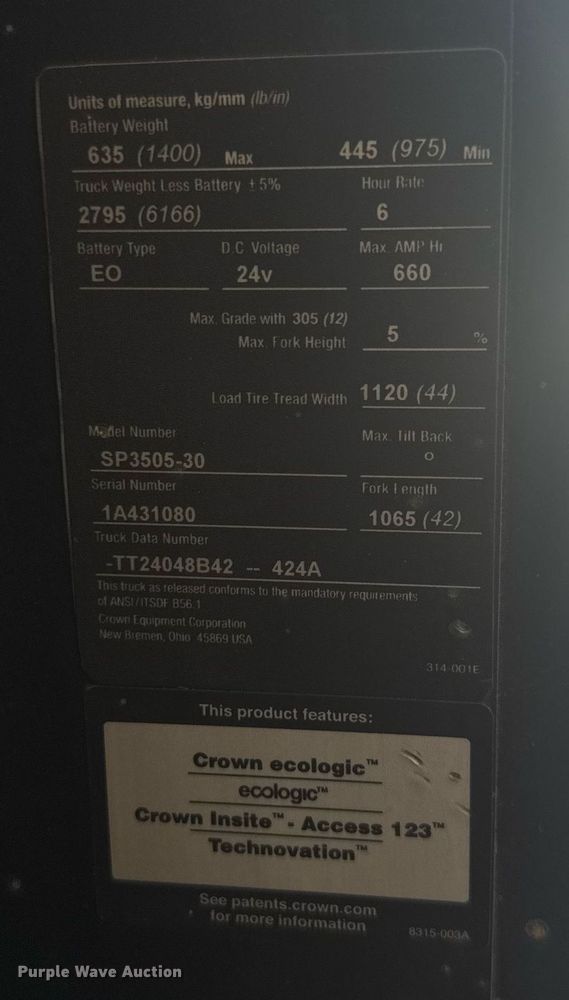 Units of measure, kg/mm (lb/in)
Battery Weight
635 (1400) Max 445 (975) Min
Truck Weight Less Battery ± 5% Hour Rate
2795 (6166) 6
Battery Type D.C. Voltage Max. AMP Hr
EO 24v 660
Max. Grade with 305 (12)
Max. Fork Height 5 %
Load Tire Tread Width 1120 (44)
Model Number Max. Tilt Back
SP3505-30 °
Serial Number Fork Length
1A431080 1065 (42)
Truck Data Number
-TT24048B42 -- 424A
This truck as released conforms to the mandatory requirements
of ANSI/ITSDF B56.1
Crown Equipment Corporation
New Bremen, Ohio 45869 USA
314-001E
This product features:
Crown ecologic™
ecologic™
Crown Insite™ - Access 123™
Technovation™
See patents.crown.com
for more information
8315-003A
Purple Wave Auction